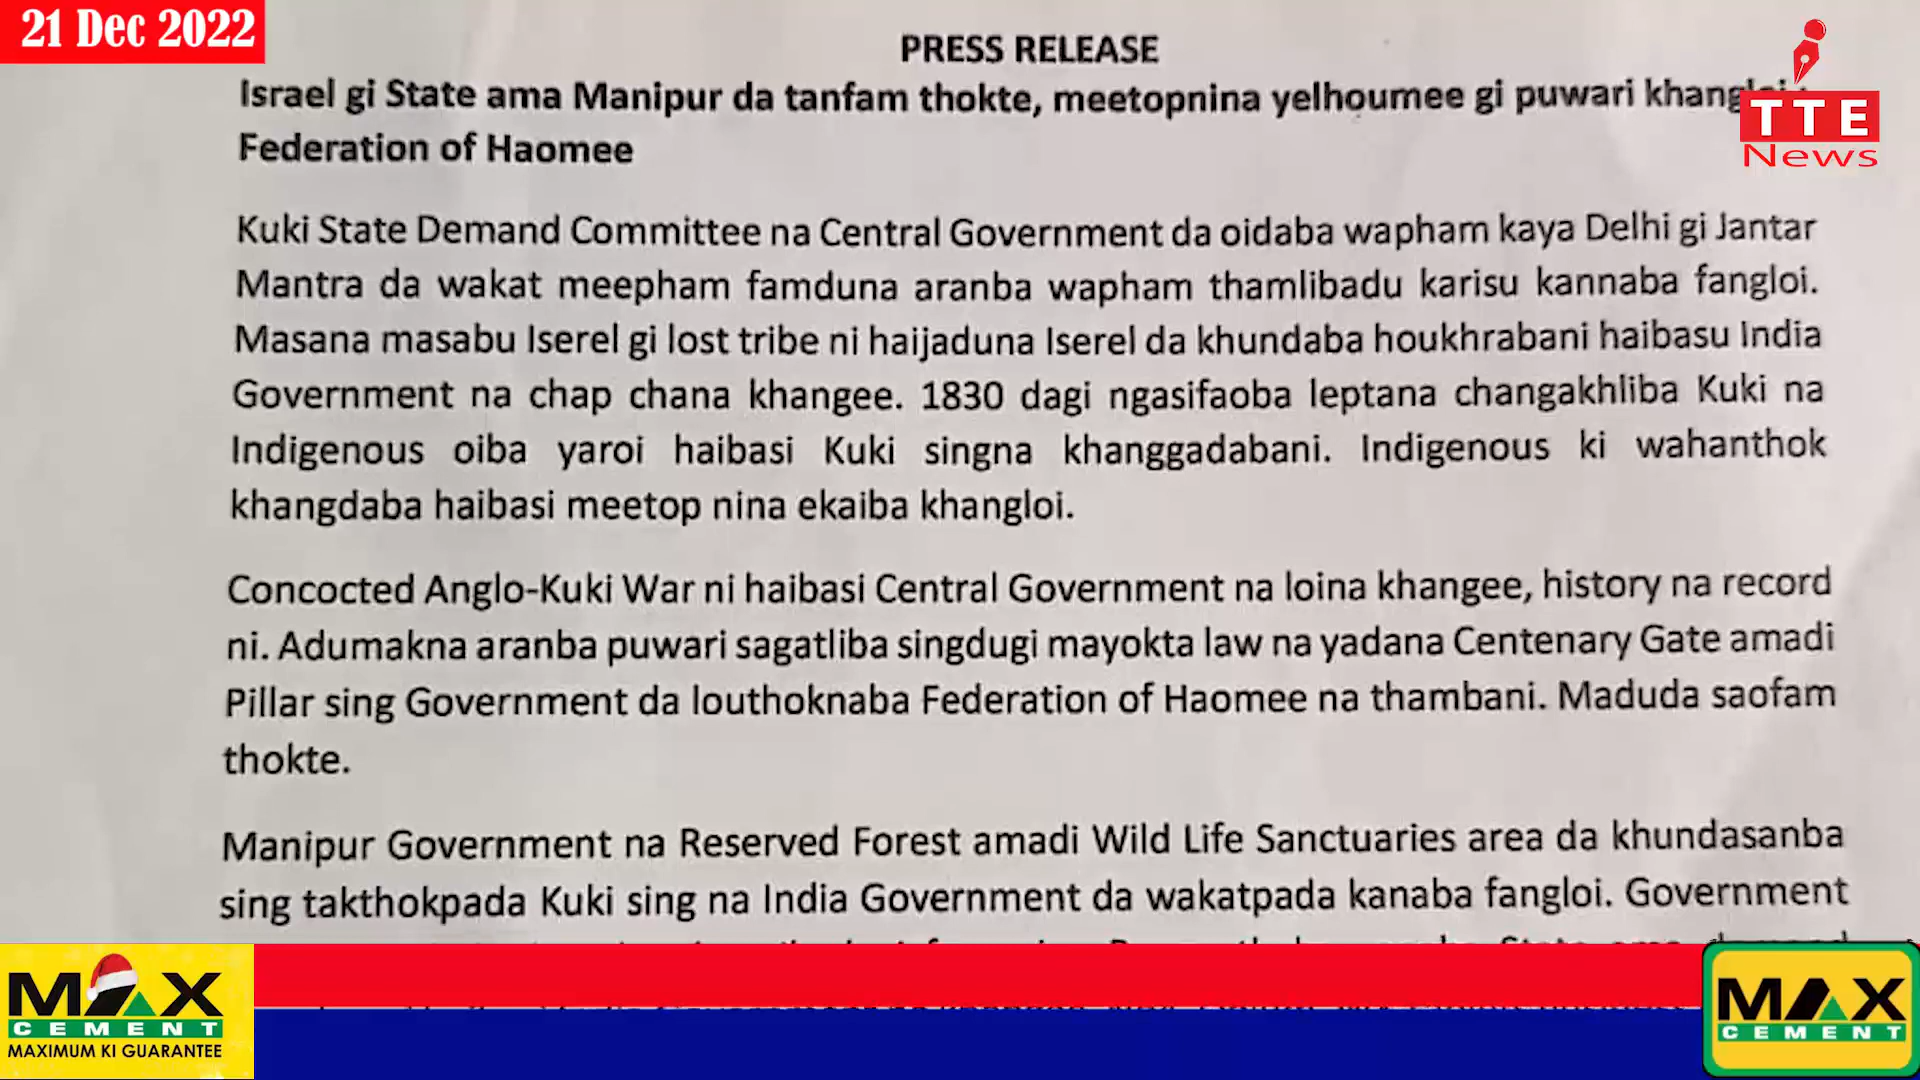 21 Dec 2022
PRESS RELEASE
Israel gi State ama Manipur da tanfam thokte, meetopnina yelhoumee gi puwari
Federation of Haomee
TTE
News
Kuki State Demand Committee na Central Government da oidaba wapham kaya Delhi gi Jantar
Mantra da wakat meepham famduna aranba wapham thamlibadu karisu kannaba fangloi.
Masana masabu Iserel gi lost tribe ni haijaduna Iserel da khundaba houkhrabani haibasu India
Government na chap chana khangee. 1830 dagi ngasifaoba leptana changakhliba Kuki na
Indigenous oiba yaroi haibasi Kuki singna khanggadabani. Indigenous ki wahanthok
khangdaba haibasi meetop nina ekaiba khangloi.
Concocted Anglo-Kuki War ni haibasi Central Government na loina khangee, history na record
ni. Adumakna aranba puwari sagatliba singdugi mayokta law na yadana Centenary Gate amadi
Pillar sing Government da louthoknaba Federation of Haomee na thambani. Maduda saofam
thokte.
Manipur Government na Reserved Forest amadi Wild Life Sanctuaries area da khundasanba
sing takthokpada Kuki sing na India Government da wakatpada kanaba fangloi. Government
MAX
CEMENT
MAXIMUM KI GUARANTEE
MAX
CEMENT